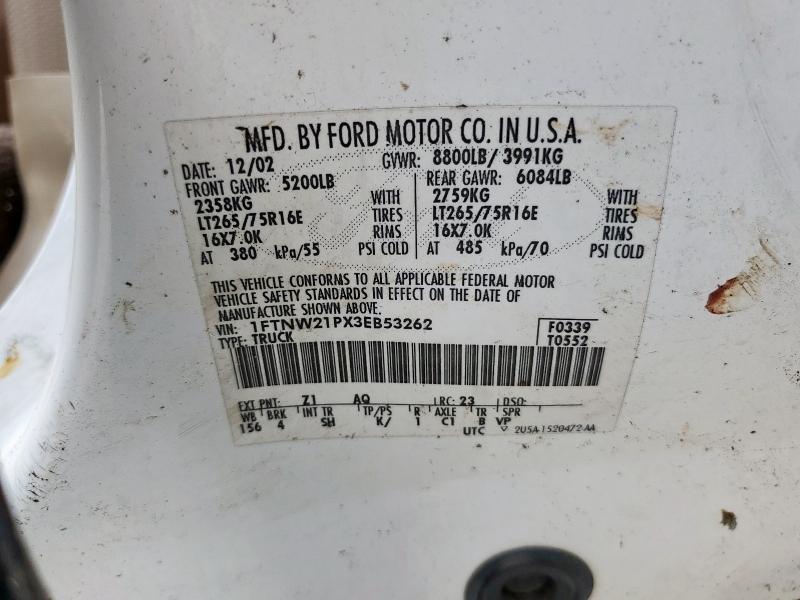 MFD. BY FORD MOTOR CO. IN U.S.A.
DATE: 12/02 GVWR: 8800LB/ 3991KG
FRONT GAWR: 5200LB REAR GAWR: 6084LB
2358KG WITH 2759KG WITH
LT265/75R16E TIRES LT265/75R16E TIRES
16X7.0K RIMS 16X7.0K RIMS
AT 380 kPa/55 PSI COLD AT 485 kPa/70 PSI COLD
THIS VEHICLE CONFORMS TO ALL APPLICABLE FEDERAL MOTOR
VEHICLE SAFETY STANDARDS IN EFFECT ON THE DATE OF
MANUFACTURE SHOWN ABOVE.
VIN: 1FTNW21PX3EB53262 F0339
TYPE: TRUCK T0552
EXT PNT: Z1 AQ RC: 23 DSO:
WB BRK INT TR TP/PS R AXLE TR SPR
156 4 SH K/ 1 C1 B VP
UTC 2U5A-1520472-AA